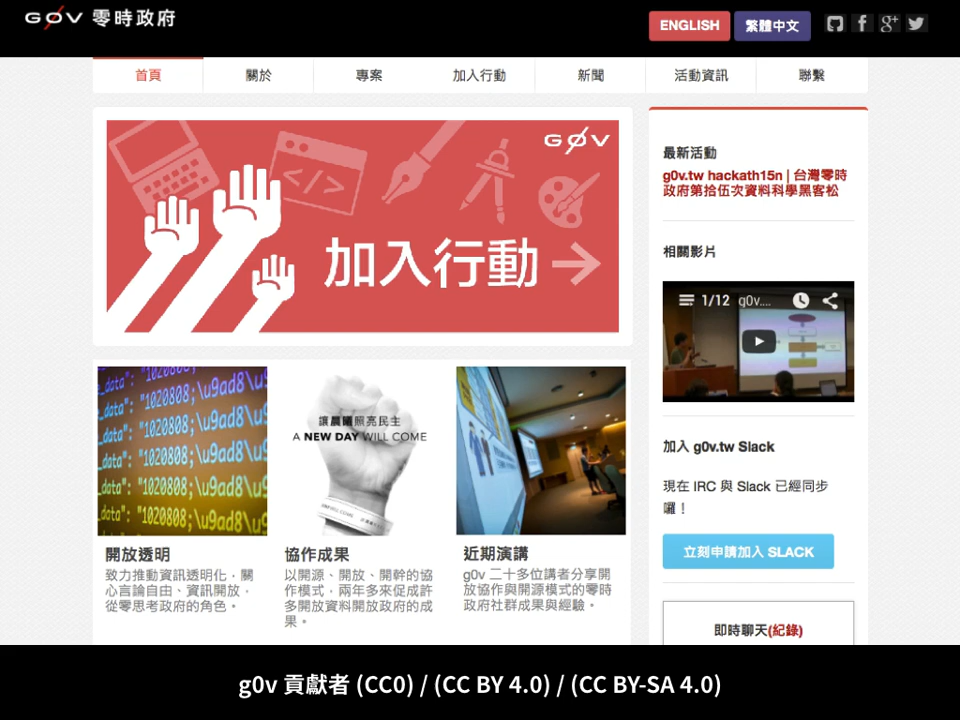 g0v 零時政府
ENGLISH
繁體中文
首頁
關於
專案
加入行動
新聞
活動資訊
聯繫
G0V
加入行動
最新活動
g0v.tw hackath15n | 台灣零時
政府第拾伍次資料科學黑客松
相關影片
1/12 g0v....
_data": "1020808;\u9ad8\u
讓晨曦照亮民主
A NEW DAY WILL COME
開放透明
致力推動資訊透明化，關
心言論自由、資訊開放，
從零思考政府的角色。
協作成果
以開源、開放、開幹的協
作模式，兩年多來促成許
多開放資料開放政府的成
果。
近期演講
g0v 二十多位講者分享開
放協作與開源模式的零時
政府社群成果與經驗。
加入 g0v.tw Slack
現在 IRC 與 Slack 已經同步
囉！
立刻申請加入 SLACK
即時聊天(紀錄)
g0v 貢獻者 (CC0) / (CC BY 4.0) / (CC BY-SA 4.0)